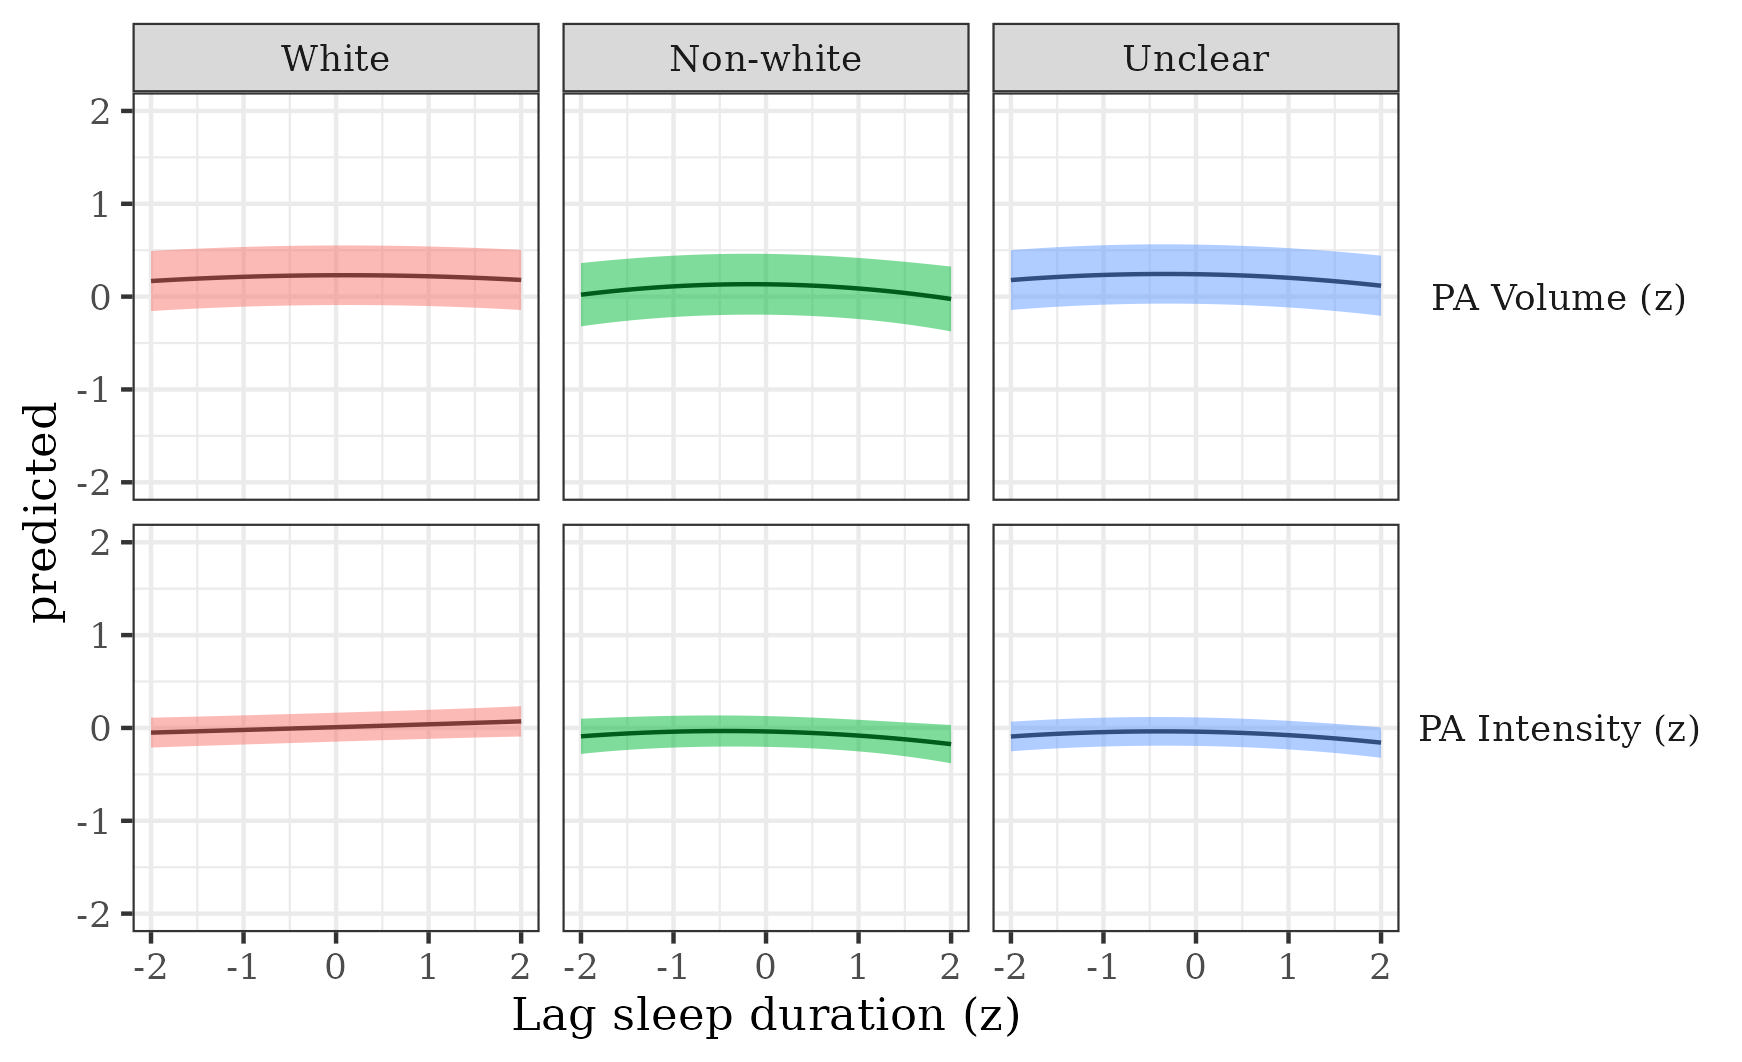 White Non-white Unclear
2
1
0
-1
-2
PA Volume (z)
predicted
2
1
0
-1
-2
PA Intensity (z)
-2 -1 0 1 2 -2 -1 0 1 2 -2 -1 0 1 2
Lag sleep duration (z)